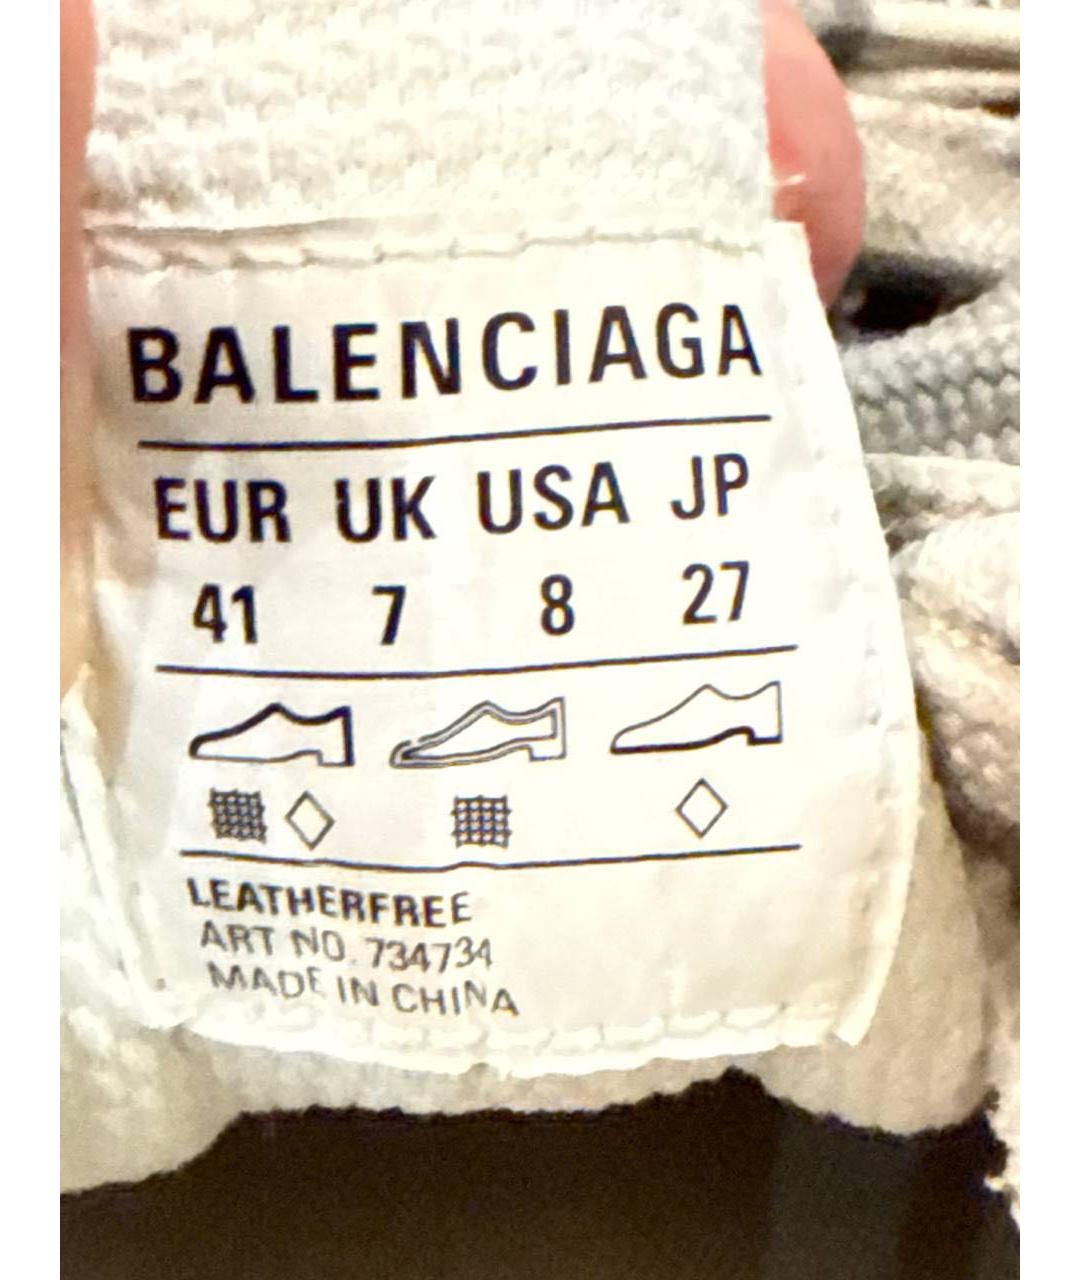 BALENCIAGA
EUR UK USA JP
41 7 8 27
LEATHERFREE
ART NO. 734734
MADE IN CHINA